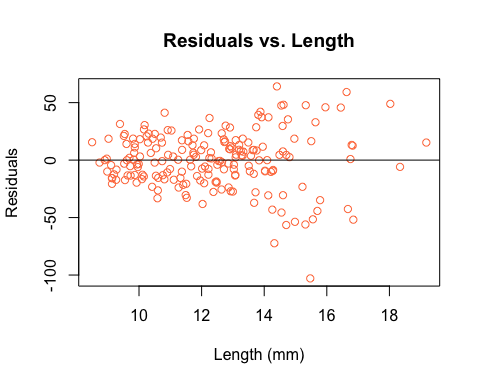 Residuals vs. Length
Residuals
50
0
-50
-100
10 12 14 16 18
Length (mm)